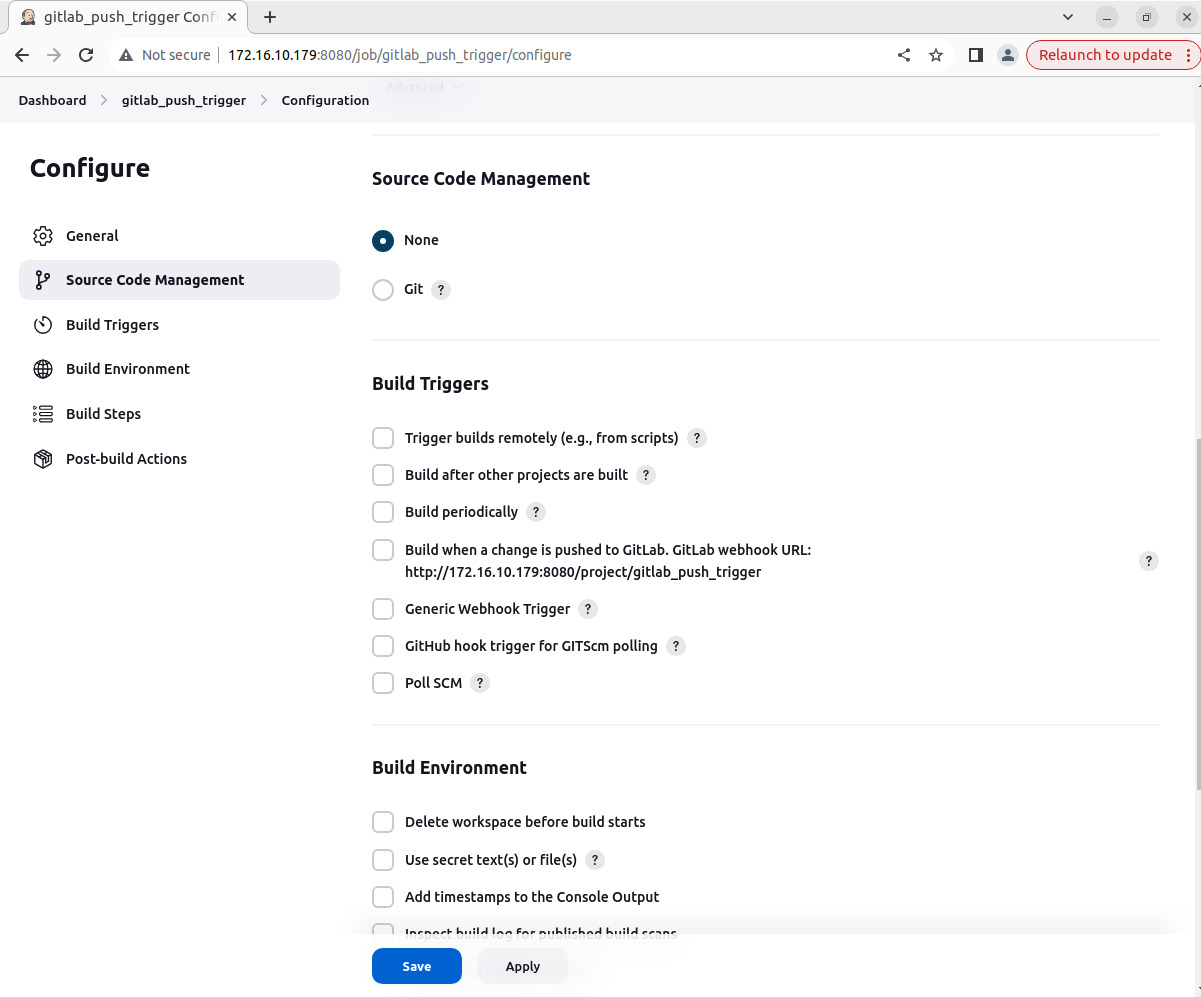 gitlab_push_trigger Conf
Not secure
172.16.10.179:8080/job/gitlab_push_trigger/configure
Relaunch to update
Dashboard
gitlab_push_trigger
Configuration
Advanced
Configure
General
Source Code Management
Build Triggers
Build Environment
Build Steps
Post-build Actions
Source Code Management
None
Git ?
Build Triggers
Trigger builds remotely (e.g., from scripts) ?
Build after other projects are built ?
Build periodically ?
Build when a change is pushed to GitLab. GitLab webhook URL:
http://172.16.10.179:8080/project/gitlab_push_trigger
?
Generic Webhook Trigger ?
GitHub hook trigger for GITScm polling ?
Poll SCM ?
Build Environment
Delete workspace before build starts
Use secret text(s) or file(s) ?
Add timestamps to the Console Output
Inspect build log for published build scans
Save
Apply